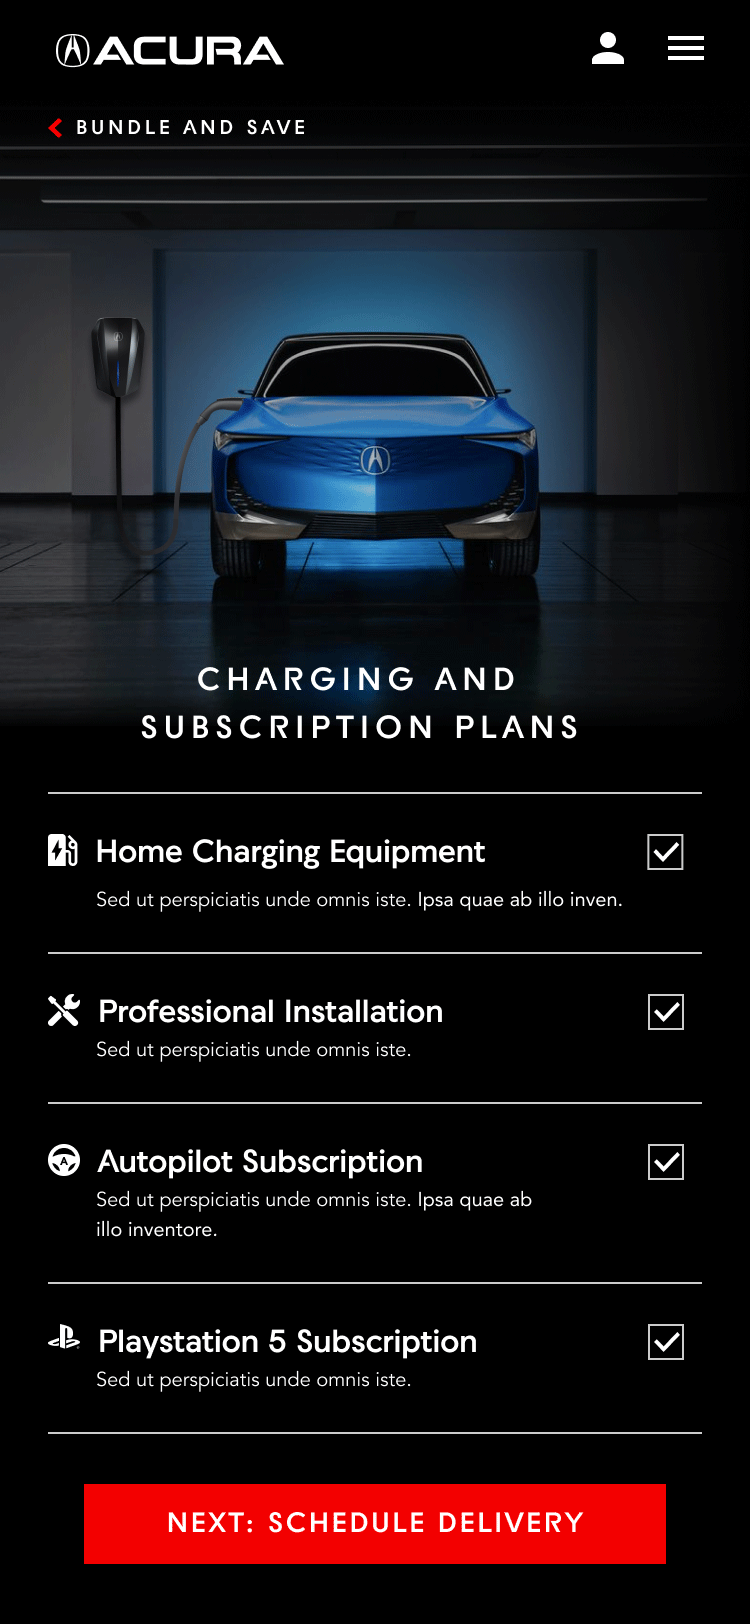 ACURA
BUNDLE AND SAVE
CHARGING AND
SUBSCRIPTION PLANS
Home Charging Equipment
Sed ut perspiciatis unde omnis iste. Ipsa quae ab illo inven.
Professional Installation
Sed ut perspiciatis unde omnis iste.
Autopilot Subscription
Sed ut perspiciatis unde omnis iste. Ipsa quae ab
illo inventore.
Playstation 5 Subscription
Sed ut perspiciatis unde omnis iste.
NEXT: SCHEDULE DELIVERY